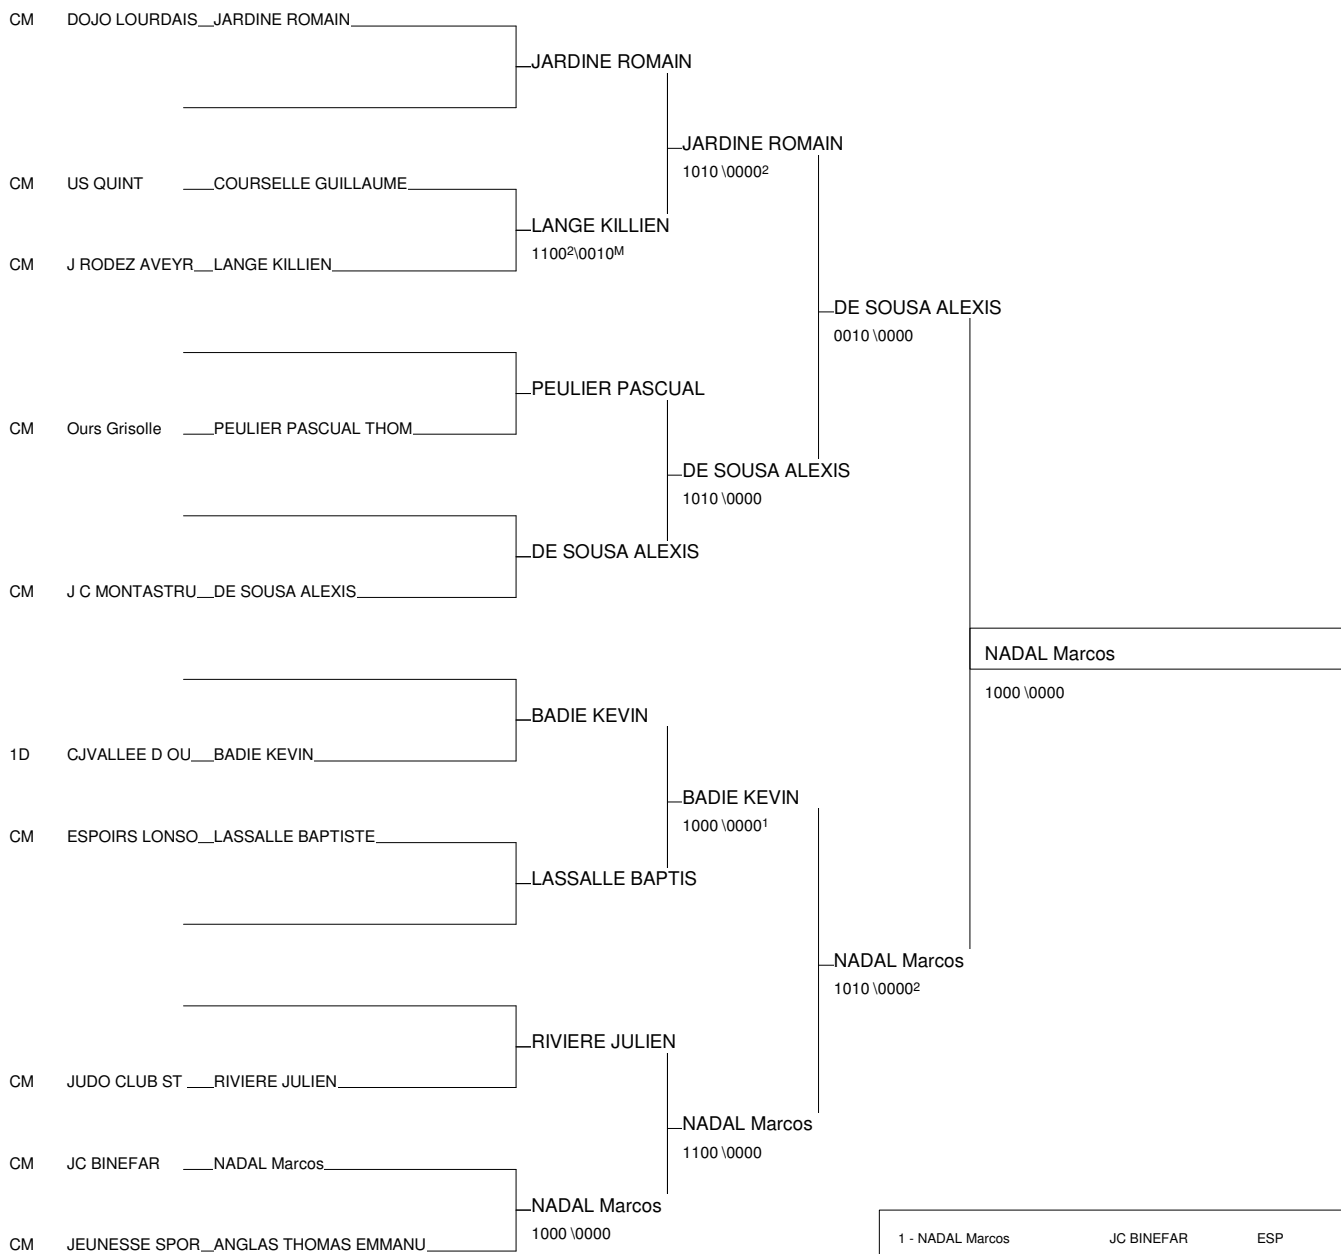 CM DOJO LOURDAIS JARDINE ROMAIN
JARDINE ROMAIN
JARDINE ROMAIN
1010 \0000²
CM US QUINT COURSELLE GUILLAUME
LANGE KILLIEN
1100²\0010ᴹ
CM J RODEZ AVEYR LANGE KILLIEN
DE SOUSA ALEXIS
0010 \0000
PEULIER PASCUAL
CM Ours Grisolle PEULIER PASCUAL THOM
DE SOUSA ALEXIS
1010 \0000
DE SOUSA ALEXIS
CM J C MONTASTRU DE SOUSA ALEXIS
NADAL Marcos
1000 \0000
BADIE KEVIN
1D CJVALLEE D OU BADIE KEVIN
BADIE KEVIN
1000 \0000¹
CM ESPOIRS LONSO LASSALLE BAPTISTE
LASSALLE BAPTIS
NADAL Marcos
1010 \0000²
RIVIERE JULIEN
CM JUDO CLUB ST RIVIERE JULIEN
NADAL Marcos
1100 \0000
CM JC BINEFAR NADAL Marcos
NADAL Marcos
1000 \0000
CM JEUNESSE SPOR ANGLAS THOMAS EMMANU
1 - NADAL Marcos JC BINEFAR ESP